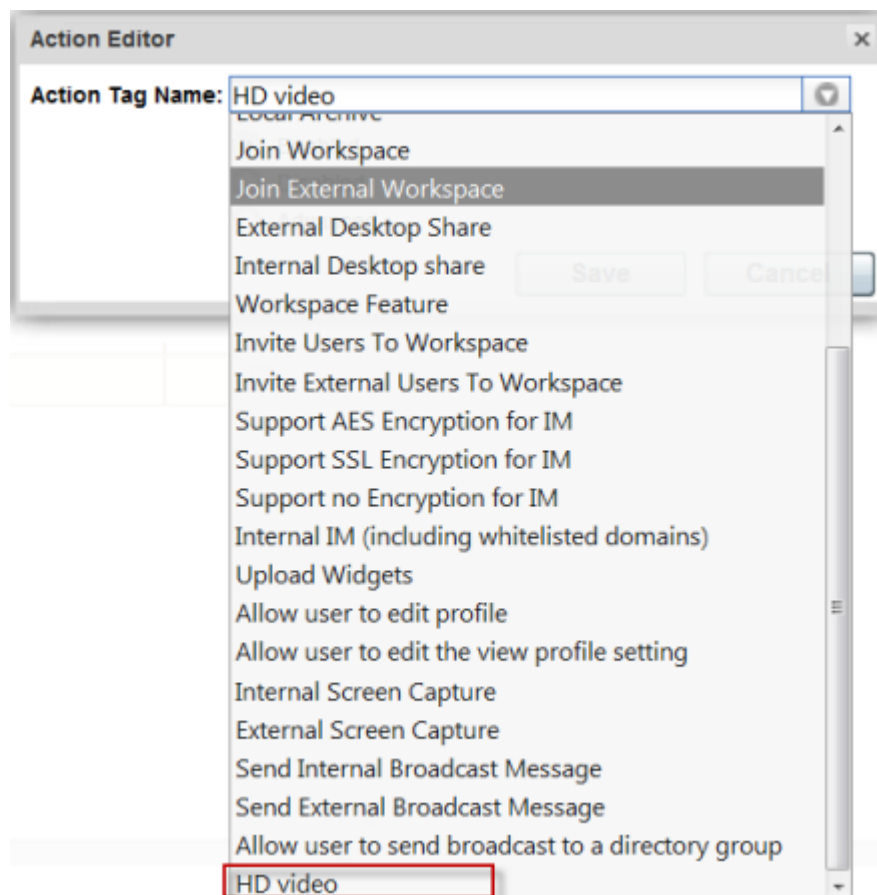 Action Editor
Action Tag Name: HD video
Local Archive
Join Workspace
Join External Workspace
External Desktop Share
Internal Desktop share
Save Cancel
Workspace Feature
Invite Users To Workspace
Invite External Users To Workspace
Support AES Encryption for IM
Support SSL Encryption for IM
Support no Encryption for IM
Internal IM (including whitelisted domains)
Upload Widgets
Allow user to edit profile
Allow user to edit the view profile setting
Internal Screen Capture
External Screen Capture
Send Internal Broadcast Message
Send External Broadcast Message
Allow user to send broadcast to a directory group
HD video